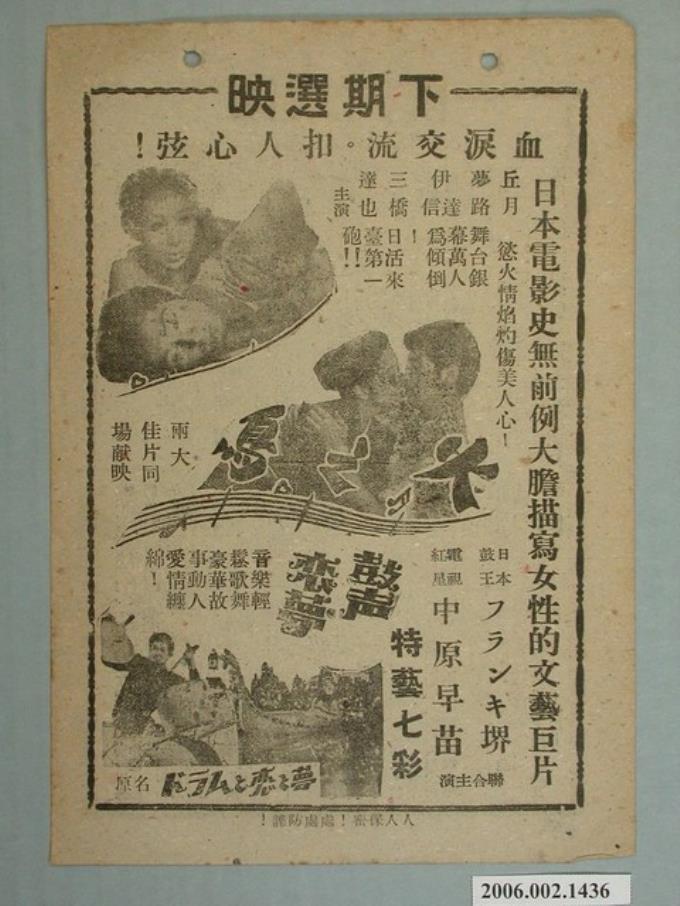 下期選映
血淚交流。扣人心弦!
日本電影史無前例大膽描寫女性的文藝巨片
慾火情焰灼傷美人心!
丘月夢路
伊達信
三橋達也
主演
舞台銀幕萬人為傾倒!
日活來臺第一砲!!
火之鳥
兩大佳片同場献映
鼓声恋夢
特藝七彩
日本鼓王
フランキ堺
電視紅星
中原早苗
聯合主演
音樂輕鬆歌舞豪華故事動人愛情纏綿!
原名
ドラムと恋と夢
人人保密!處處防諜!
2006.002.1436